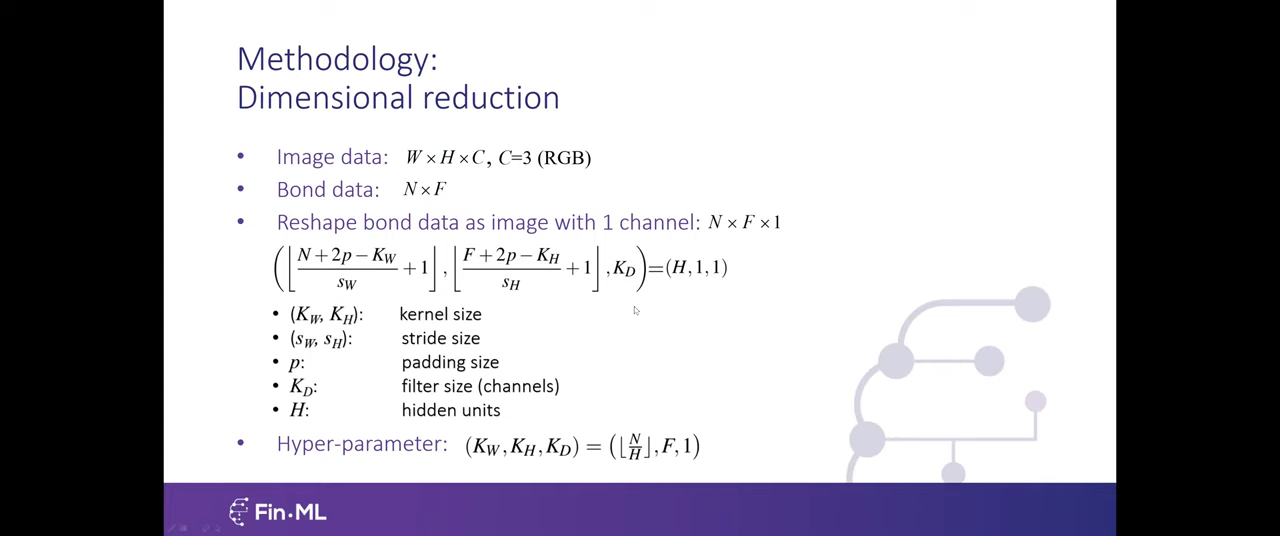 Methodology:
Dimensional reduction
• Image data: W × H × C, C=3 (RGB)
• Bond data: N × F
• Reshape bond data as image with 1 channel: N × F × 1
(⌊(N+2p−K_W)/s_W + 1⌋, ⌊(F+2p−K_H)/s_H + 1⌋, K_D) = (H, 1, 1)
• (K_W, K_H): kernel size
• (s_W, s_H): stride size
• p: padding size
• K_D: filter size (channels)
• H: hidden units
• Hyper-parameter: (K_W, K_H, K_D) = (⌊N/H⌋, F, 1)
Fin·ML